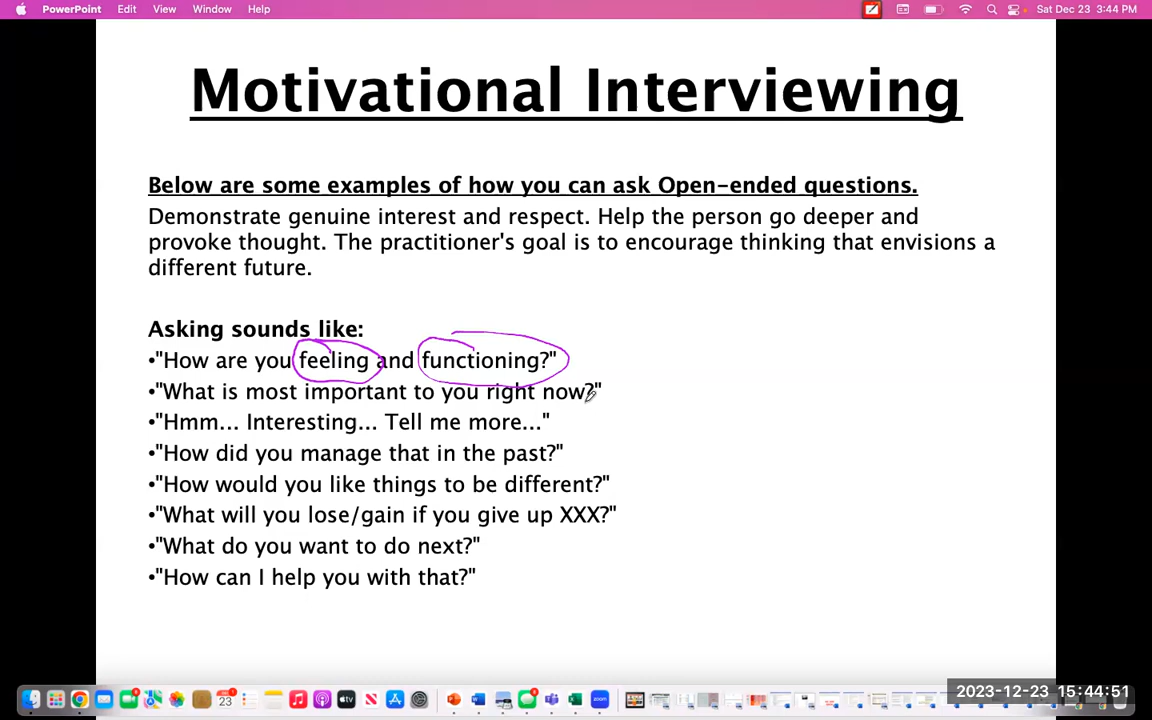 PowerPoint Edit View Window Help Sat Dec 23 3:44 PM
Motivational Interviewing
Below are some examples of how you can ask Open-ended questions.
Demonstrate genuine interest and respect. Help the person go deeper and
provoke thought. The practitioner's goal is to encourage thinking that envisions a
different future.
Asking sounds like:
•"How are you feeling and functioning?"
•"What is most important to you right now?"
•"Hmm... Interesting... Tell me more..."
•"How did you manage that in the past?"
•"How would you like things to be different?"
•"What will you lose/gain if you give up XXX?"
•"What do you want to do next?"
•"How can I help you with that?"
2023-12-23 15:44:51